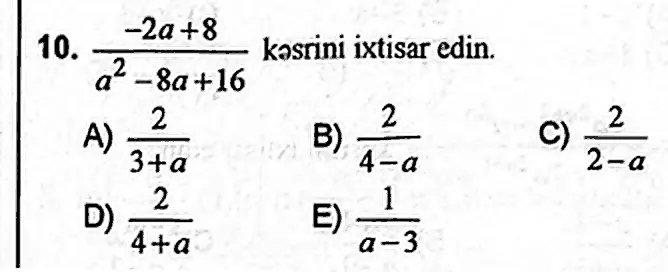 10. (-2a+8)/(a² - 8a + 16) kəsrini ixtisar edin.
A) 2/(3+a) B) 2/(4-a) C) 2/(2-a)
D) 2/(4+a) E) 1/(a-3)